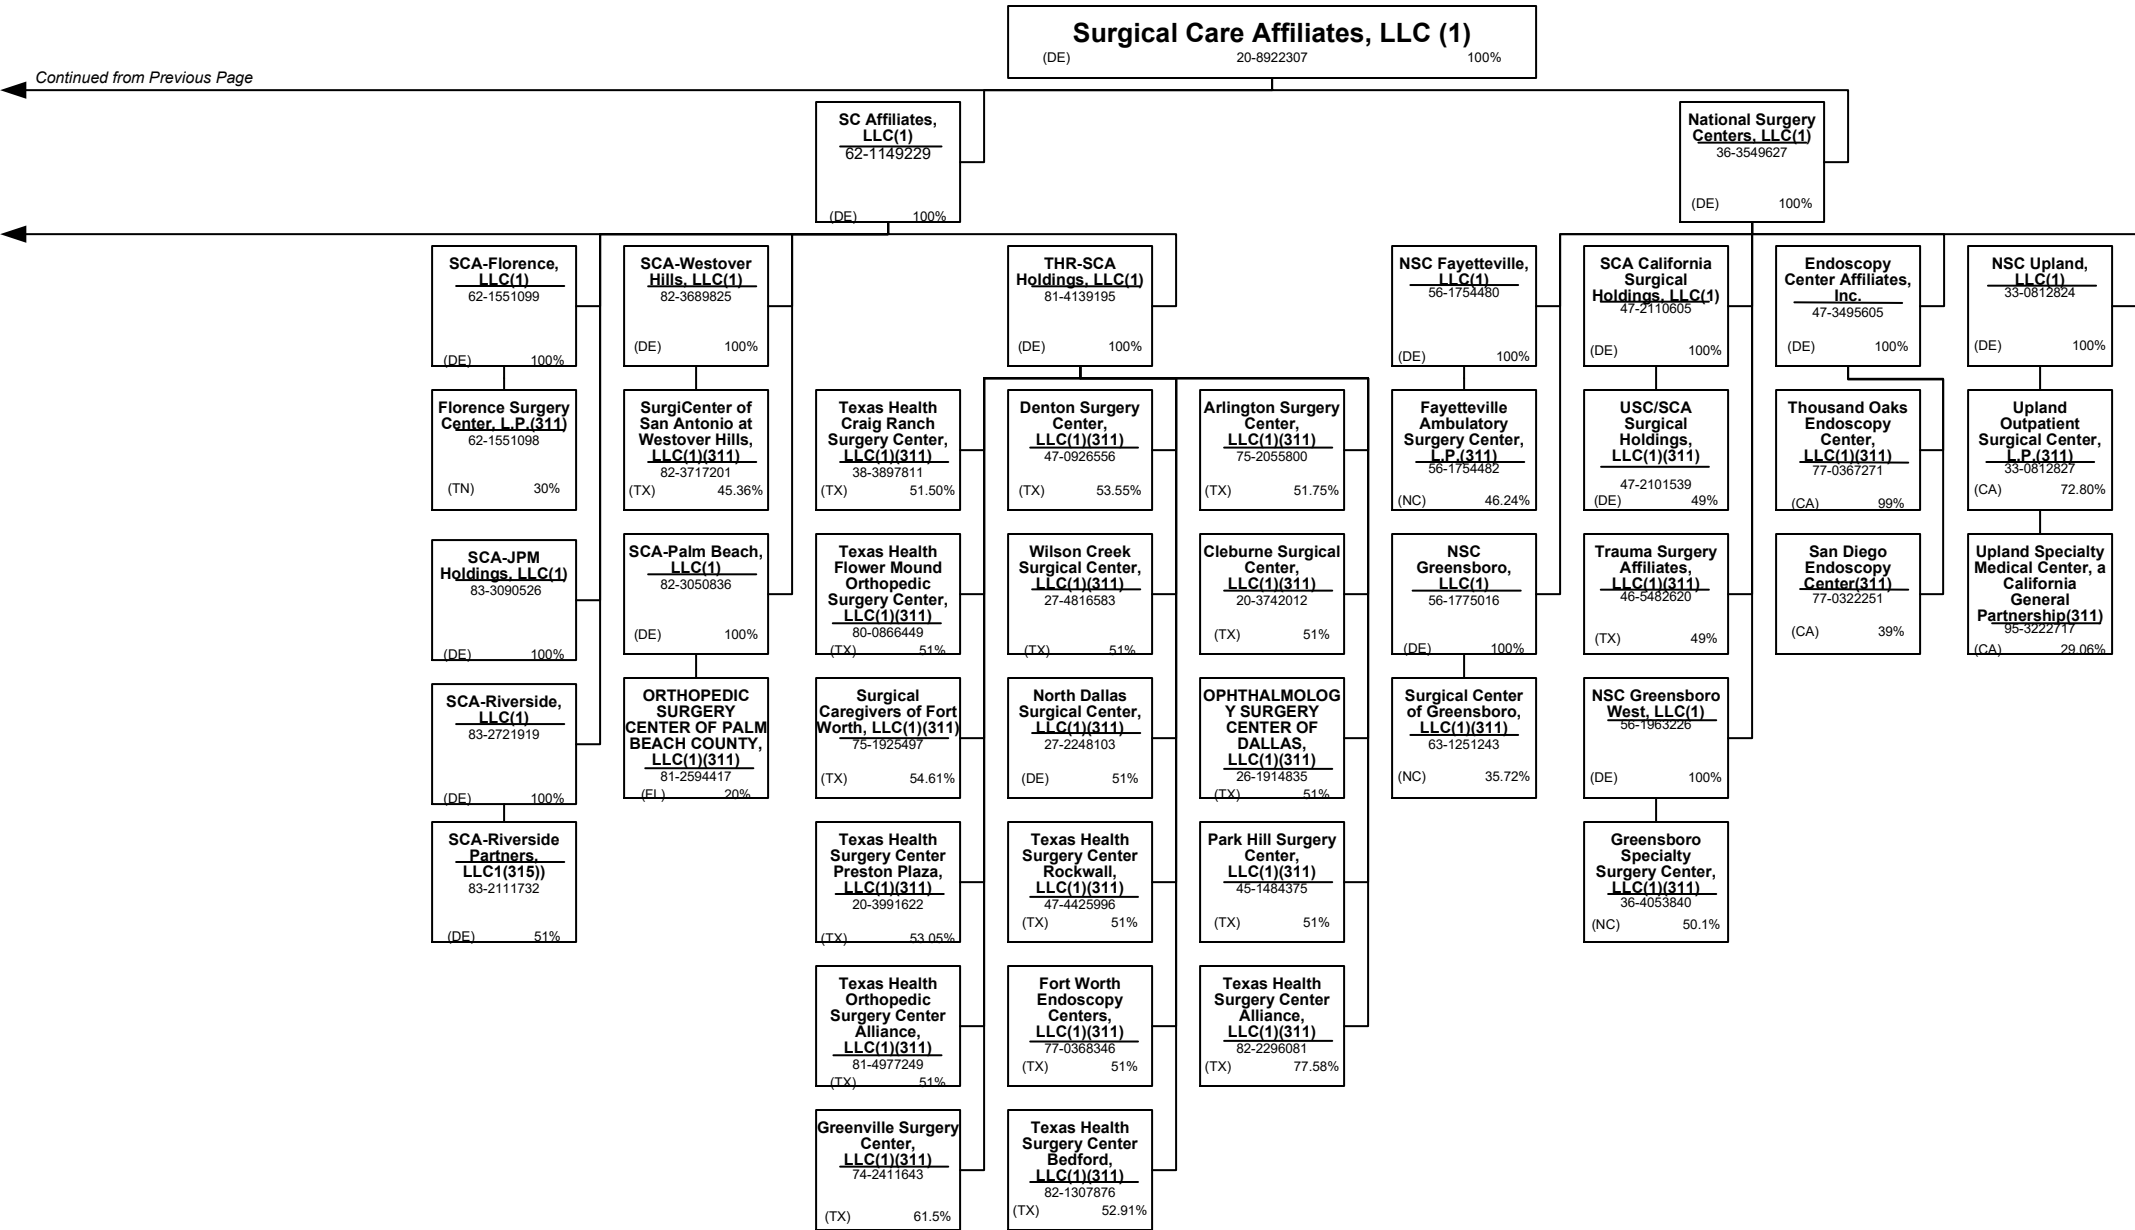 Surgical Care Affiliates, LLC (1)
(DE) 20-8922307 100%
Continued from Previous Page
SC Affiliates,
LLC(1)
62-1149229
(DE) 100%
National Surgery
Centers, LLC(1)
36-3549627
(DE) 100%
SCA-Florence,
LLC(1)
62-1551099
(DE) 100%
SCA-Westover
Hills, LLC(1)
82-3689825
(DE) 100%
THR-SCA
Holdings, LLC(1)
81-4139195
(DE) 100%
NSC Fayetteville,
LLC(1)
56-1754480
(DE) 100%
SCA California
Surgical
Holdings, LLC(1)
47-2110605
(DE) 100%
Endoscopy
Center Affiliates,
Inc.
47-3495605
(DE) 100%
NSC Upland,
LLC(1)
33-0812824
(DE) 100%
Florence Surgery
Center, L.P.(311)
62-1551098
(TN) 30%
SurgiCenter of
San Antonio at
Westover Hills,
LLC(1)(311)
82-3717201
(TX) 45.36%
Texas Health
Craig Ranch
Surgery Center,
LLC(1)(311)
38-3897811
(TX) 51.50%
Denton Surgery
Center,
LLC(1)(311)
47-0926556
(TX) 53.55%
Arlington Surgery
Center,
LLC(1)(311)
75-2055800
(TX) 51.75%
Fayetteville
Ambulatory
Surgery Center,
L.P.(311)
56-1754482
(NC) 46.24%
USC/SCA
Surgical
Holdings,
LLC(1)(311)
47-2101539
(DE) 49%
Thousand Oaks
Endoscopy
Center,
LLC(1)(311)
77-0367271
(CA) 99%
Upland
Outpatient
Surgical Center,
L.P.(311)
33-0812827
(CA) 72.80%
SCA-JPM
Holdings, LLC(1)
83-3090526
(DE) 100%
SCA-Palm Beach,
LLC(1)
82-3050836
(DE) 100%
Texas Health
Flower Mound
Orthopedic
Surgery Center,
LLC(1)(311)
80-0866449
(TX) 51%
Wilson Creek
Surgical Center,
LLC(1)(311)
27-4816583
(TX) 51%
Cleburne Surgical
Center,
LLC(1)(311)
20-3742012
(TX) 51%
NSC
Greensboro,
LLC(1)
56-1775016
(DE) 100%
Trauma Surgery
Affiliates,
LLC(1)(311)
46-5482620
(TX) 49%
San Diego
Endoscopy
Center(311)
77-0322251
(CA) 39%
Upland Specialty
Medical Center, a
California
General
Partnership(311)
95-3222717
(CA) 29.06%
SCA-Riverside,
LLC(1)
83-2721919
(DE) 100%
ORTHOPEDIC
SURGERY
CENTER OF PALM
BEACH COUNTY,
LLC(1)(311)
81-2594417
(FL) 20%
Surgical
Caregivers of Fort
Worth, LLC(1)(311)
75-1925497
(TX) 54.61%
North Dallas
Surgical Center,
LLC(1)(311)
27-2248103
(DE) 51%
OPHTHALMOLOG
Y SURGERY
CENTER OF
DALLAS,
LLC(1)(311)
26-1914835
(TX) 51%
Surgical Center
of Greensboro,
LLC(1)(311)
63-1251243
(NC) 35.72%
NSC Greensboro
West, LLC(1)
56-1963226
(DE) 100%
SCA-Riverside
Partners,
LLC1(315))
83-2111732
(DE) 51%
Texas Health
Surgery Center
Preston Plaza,
LLC(1)(311)
20-3991622
(TX) 53.05%
Texas Health
Surgery Center
Rockwall,
LLC(1)(311)
47-4425996
(TX) 51%
Park Hill Surgery
Center,
LLC(1)(311)
45-1484375
(TX) 51%
Greensboro
Specialty
Surgery Center,
LLC(1)(311)
36-4053840
(NC) 50.1%
Texas Health
Orthopedic
Surgery Center
Alliance,
LLC(1)(311)
81-4977249
(TX) 51%
Fort Worth
Endoscopy
Centers,
LLC(1)(311)
77-0368346
(TX) 51%
Texas Health
Surgery Center
Alliance,
LLC(1)(311)
82-2296081
(TX) 77.58%
Greenville Surgery
Center,
LLC(1)(311)
74-2411643
(TX) 61.5%
Texas Health
Surgery Center
Bedford,
LLC(1)(311)
82-1307876
(TX) 52.91%